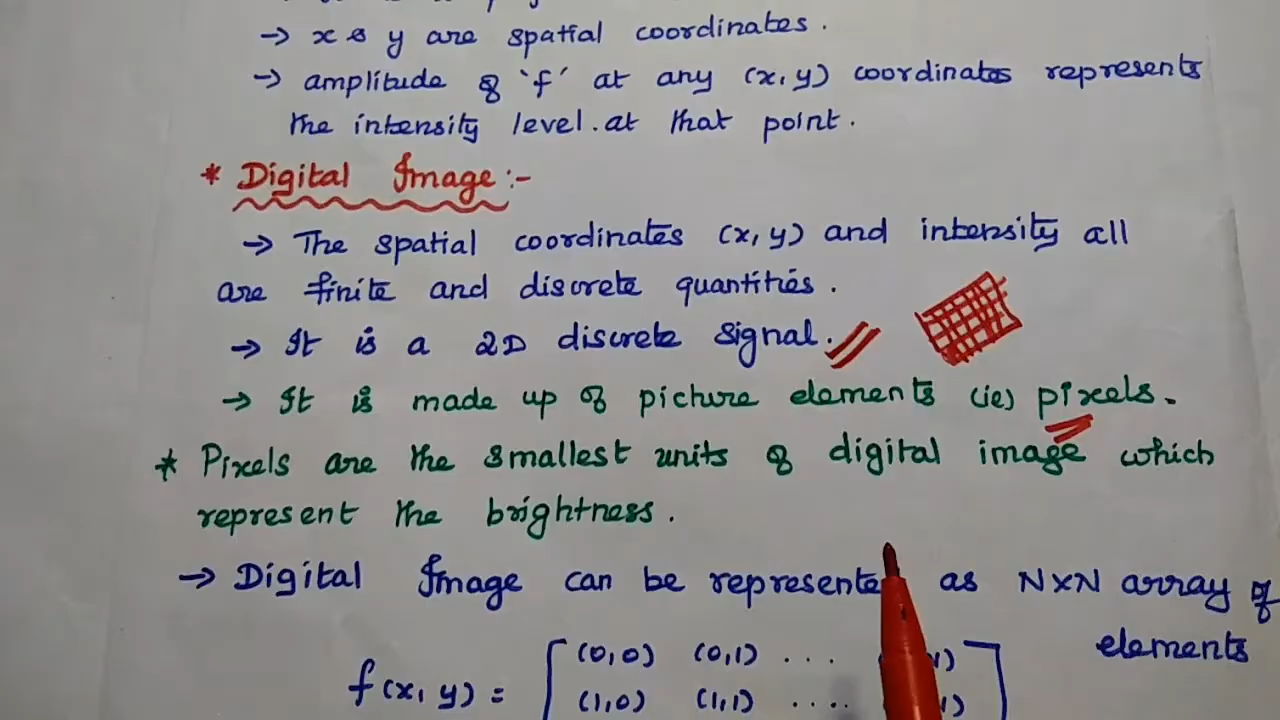 → x & y are spatial coordinates.
→ amplitude of 'f' at any (x,y) coordinates represents
the intensity level.at that point.
* Digital Image:-
→ The spatial coordinates (x,y) and intensity all
are finite and discrete quantities.
→ It is a 2D discrete signal.
→ It is made up of picture elements (ie) pixels.
* Pixels are the smallest units of digital image which
represent the brightness.
→ Digital Image can be represented as N×N array of
elements
f(x,y) = (0,0) (0,1) ....
(1,0) (1,1) ....